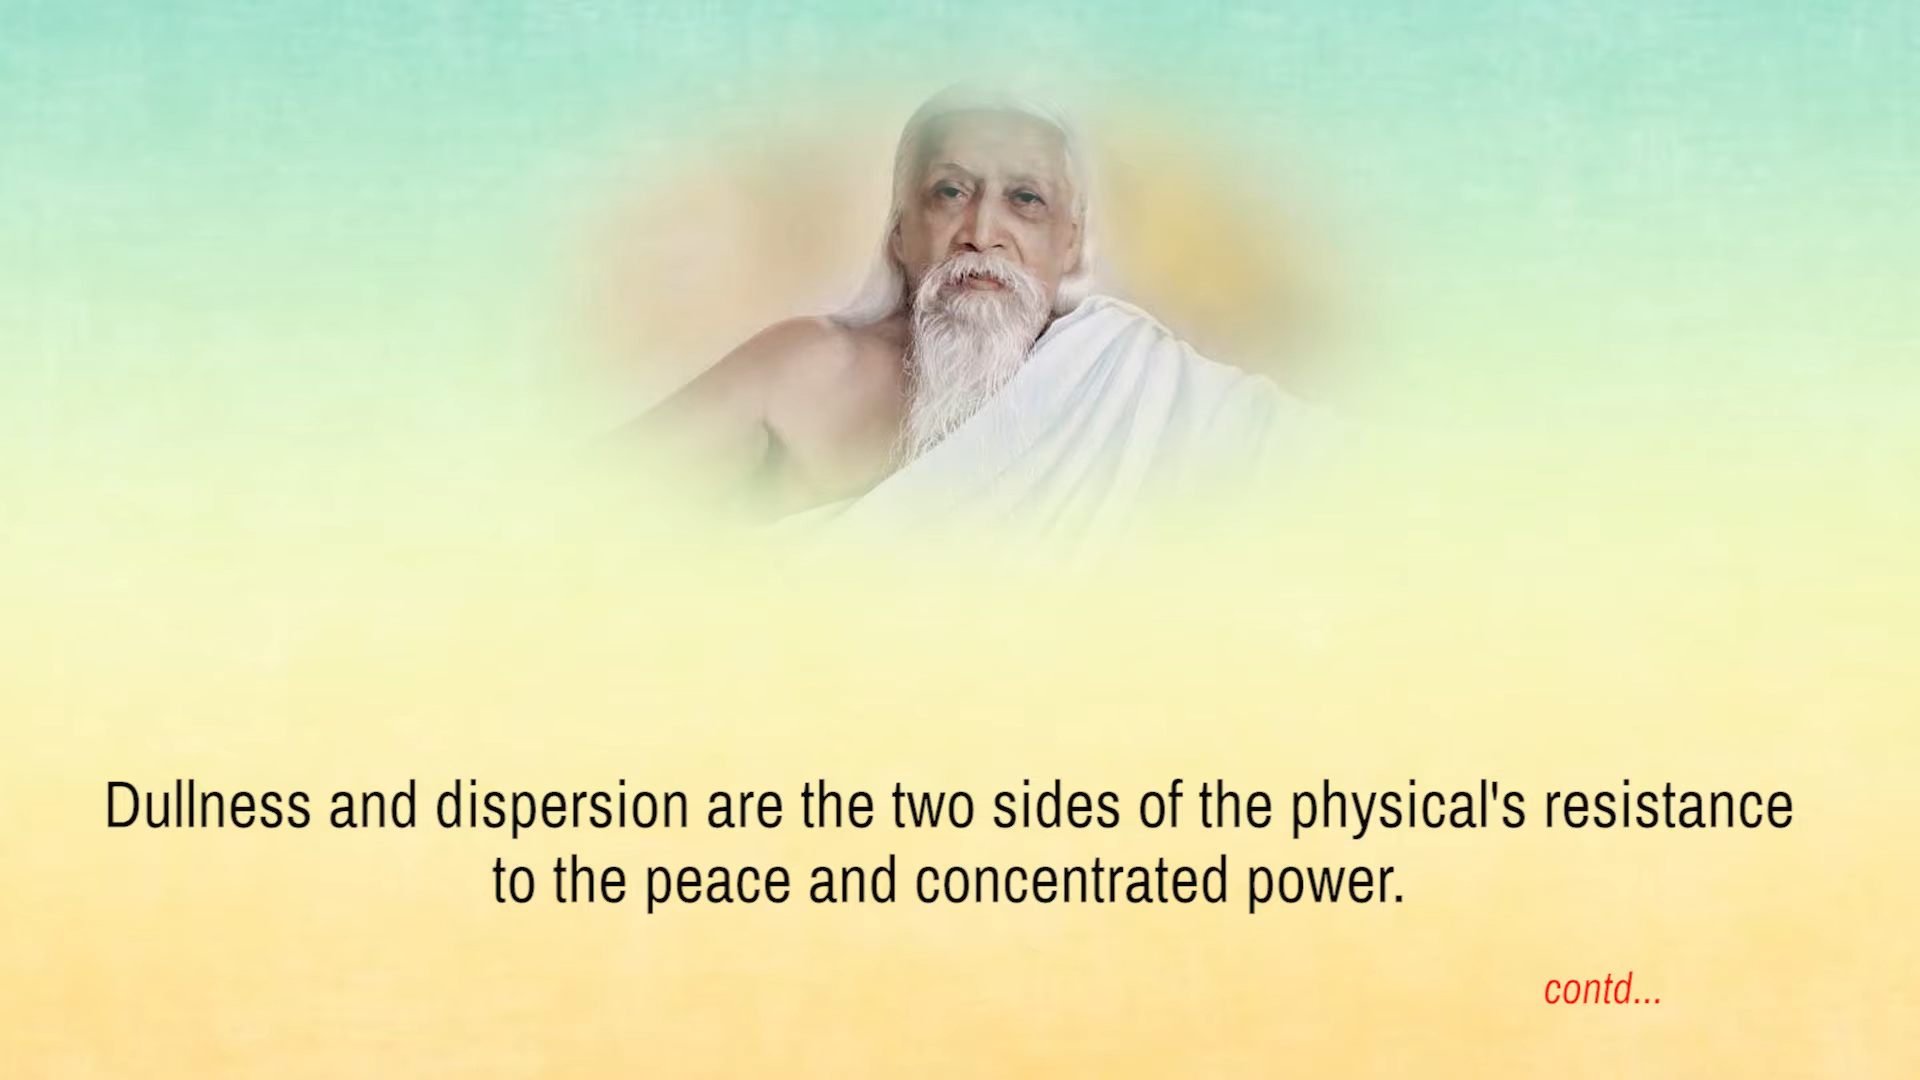 Dullness and dispersion are the two sides of the physical's resistance
to the peace and concentrated power.
contd...